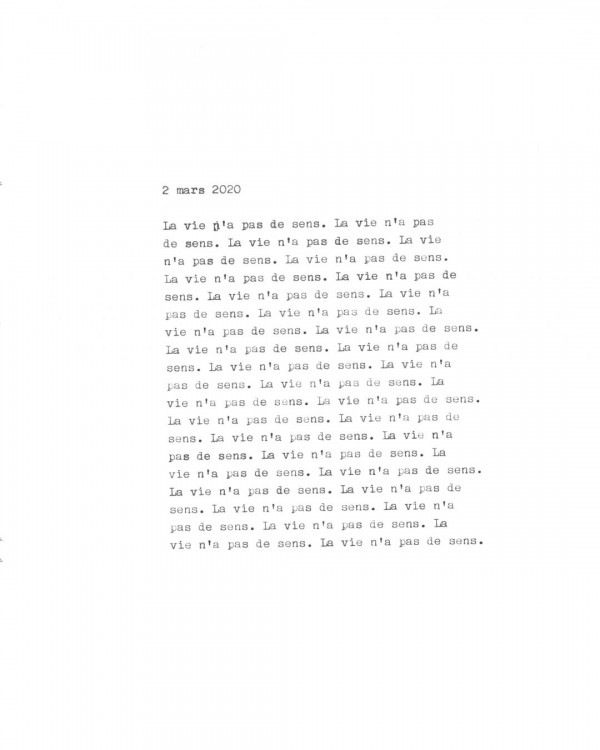 2 mars 2020
La vie n'a pas de sens. La vie n'a pas
de sens. La vie n'a pas de sens. La vie
n'a pas de sens. La vie n'a pas de sens.
La vie n'a pas de sens. La vie n'a pas de
sens. La vie n'a pas de sens. La vie n'a
pas de sens. La vie n'a pas de sens. La
vie n'a pas de sens. La vie n'a pas de sens.
La vie n'a pas de sens. La vie n'a pas de
sens. La vie n'a pas de sens. La vie n'a
pas de sens. La vie n'a pas de sens. La
vie n'a pas de sens. La vie n'a pas de sens.
La vie n'a pas de sens. La vie n'a pas de
sens. La vie n'a pas de sens. La vie n'a
pas de sens. La vie n'a pas de sens. La
vie n'a pas de sens. La vie n'a pas de sens.
La vie n'a pas de sens. La vie n'a pas de
sens. La vie n'a pas de sens. La vie n'a
pas de sens. La vie n'a pas de sens. La
vie n'a pas de sens. La vie n'a pas de sens.